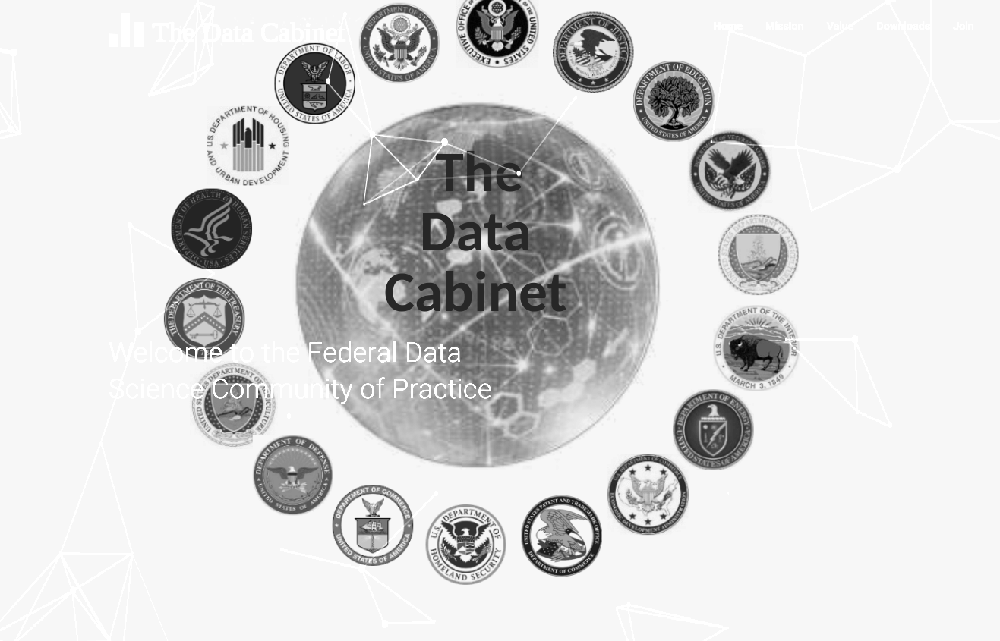 The Data Cabinet
Home Mission Value Downloads Join
DEPARTMENT OF STATE
UNITED STATES OF AMERICA
EXECUTIVE OFFICE OF THE UNITED STATES
DEPARTMENT OF JUSTICE
DEPARTMENT OF LABOR
UNITED STATES OF AMERICA
DEPARTMENT OF EDUCATION
UNITED STATES OF AMERICA
U.S. DEPARTMENT OF HOUSING
AND URBAN DEVELOPMENT
DEPARTMENT OF VETERANS AFFAIRS
UNITED STATES OF AMERICA
The
Data
Cabinet
DEPARTMENT OF HEALTH & HUMAN SERVICES · USA
THE DEPARTMENT OF THE TREASURY
U.S. DEPARTMENT OF THE INTERIOR
MARCH 3, 1849
Welcome to the Federal Data
Science Community of Practice
UNITED STATES DEPARTMENT OF AGRICULTURE
DEPARTMENT OF ENERGY
UNITED STATES OF AMERICA
DEPARTMENT OF DEFENSE
UNITED STATES OF AMERICA
U.S. DEPARTMENT OF COMMERCE
ECONOMIC DEVELOPMENT ADMINISTRATION
DEPARTMENT OF COMMERCE
UNITED STATES OF AMERICA
U.S. DEPARTMENT OF
HOMELAND SECURITY
UNITED STATES PATENT AND TRADEMARK OFFICE
DEPARTMENT OF COMMERCE